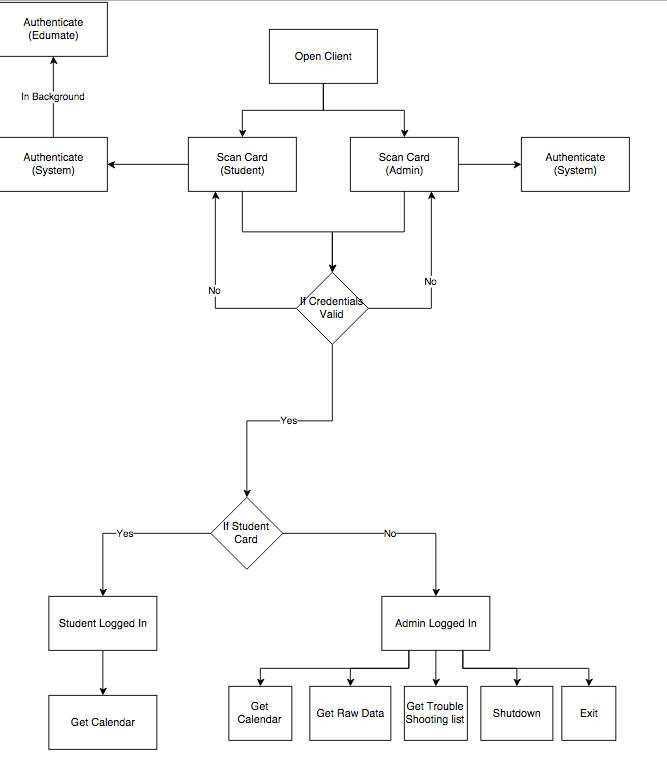 Authenticate
(Edumate)
Open Client
In Background
Authenticate
(System)
Scan Card
(Student)
Scan Card
(Admin)
Authenticate
(System)
No
No
If Credentials
Valid
Yes
If Student
Card
Yes
No
Student Logged In
Admin Logged In
Get Calendar
Get
Calendar
Get Raw Data
Get Trouble
Shooting list
Shutdown
Exit